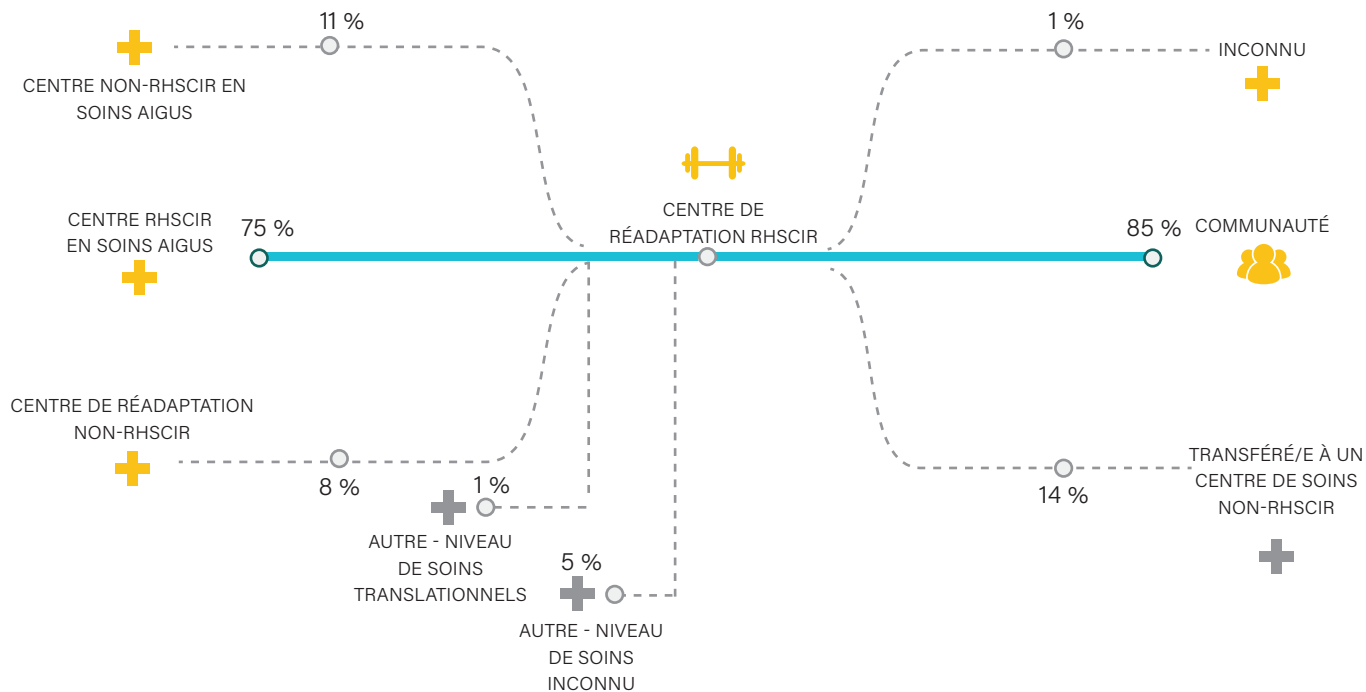 11 %
CENTRE NON-RHSCIR EN
SOINS AIGUS
1 %
INCONNU
CENTRE RHSCIR
EN SOINS AIGUS
75 %
CENTRE DE
RÉADAPTATION RHSCIR
85 %
COMMUNAUTÉ
CENTRE DE RÉADAPTATION
NON-RHSCIR
8 %
1 %
AUTRE - NIVEAU
DE SOINS
TRANSLATIONNELS
5 %
AUTRE - NIVEAU
DE SOINS
INCONNU
14 %
TRANSFÉRÉ/E À UN
CENTRE DE SOINS
NON-RHSCIR